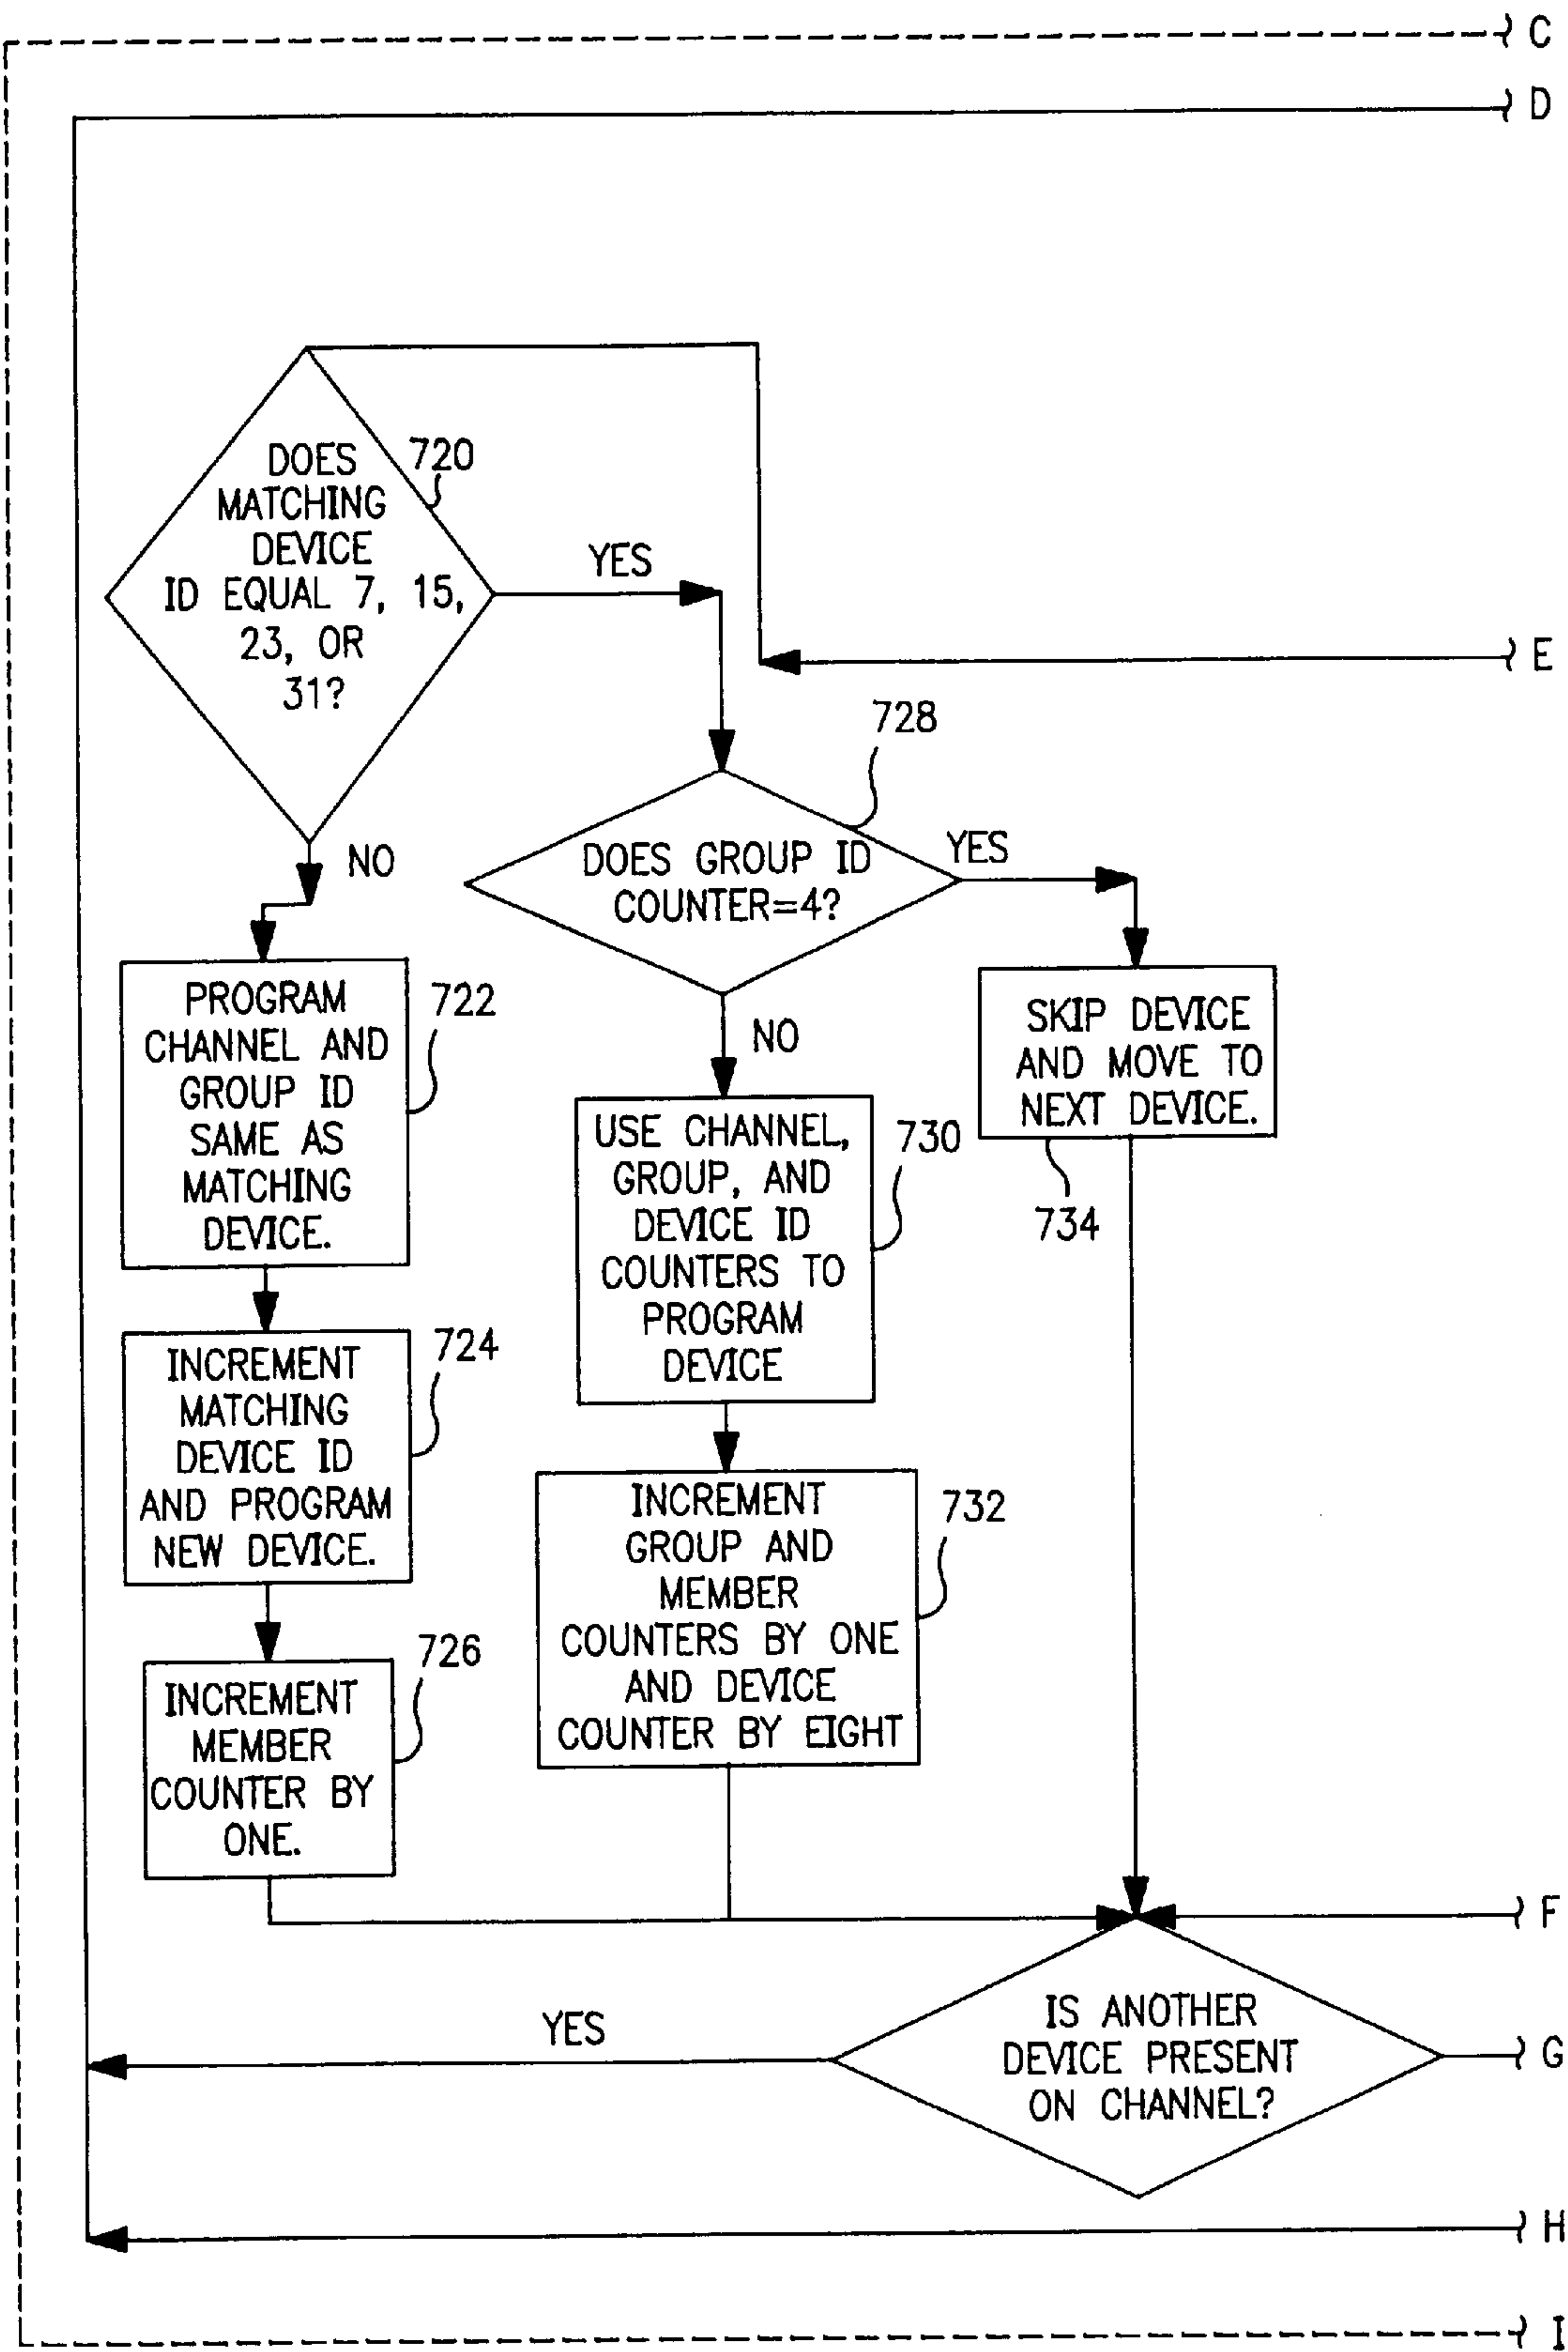 C
D
DOES
MATCHING
DEVICE
ID EQUAL 7, 15,
23, OR
31?
720
YES
E
728
NO
DOES GROUP ID
COUNTER=4?
YES
PROGRAM
CHANNEL AND
GROUP ID
SAME AS
MATCHING
DEVICE.
722
NO
SKIP DEVICE
AND MOVE TO
NEXT DEVICE.
734
USE CHANNEL,
GROUP, AND
DEVICE ID
COUNTERS TO
PROGRAM
DEVICE
730
INCREMENT
MATCHING
DEVICE ID
AND PROGRAM
NEW DEVICE.
724
INCREMENT
GROUP AND
MEMBER
COUNTERS BY ONE
AND DEVICE
COUNTER BY EIGHT
732
INCREMENT
MEMBER
COUNTER BY
ONE.
726
F
IS ANOTHER
DEVICE PRESENT
ON CHANNEL?
YES
G
H
I